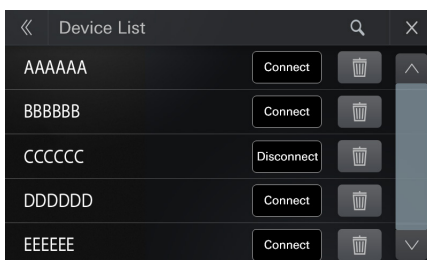 Device List
AAAAAA Connect
BBBBBB Connect
CCCCCC Disconnect
DDDDDD Connect
EEEEEE Connect